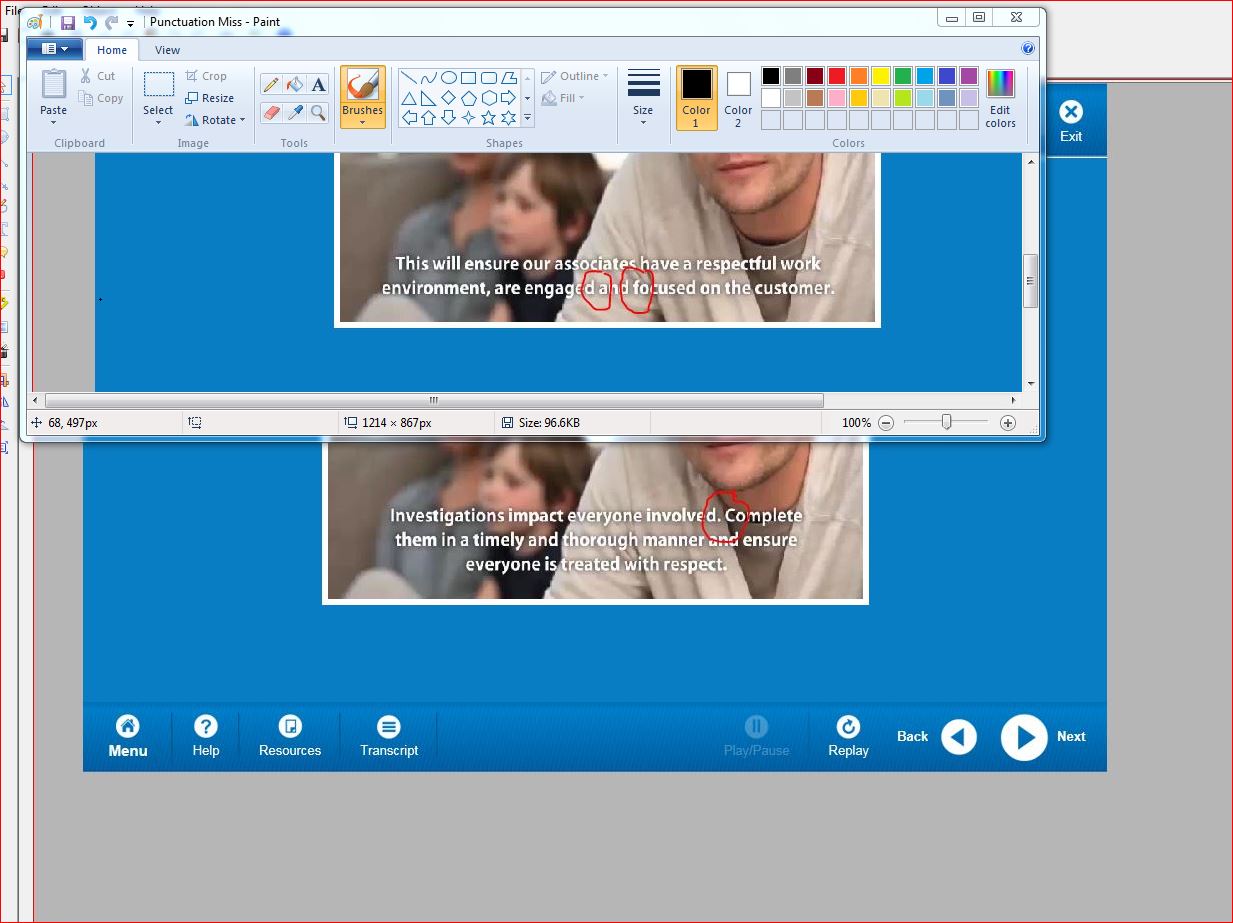 File
Punctuation Miss - Paint
Home View
Paste
Cut
Copy
Clipboard
Select
Crop
Resize
Rotate
Image
Tools
Brushes
Shapes
Outline
Fill
Size
Color 1
Color 2
Edit colors
Colors
Exit
This will ensure our associates have a respectful work
environment, are engaged and focused on the customer.
68, 497px
1214 × 867px
Size: 96.6KB
100%
Investigations impact everyone involved. Complete
them in a timely and thorough manner and ensure
everyone is treated with respect.
Menu
Help
Resources
Transcript
Play/Pause
Replay
Back
Next